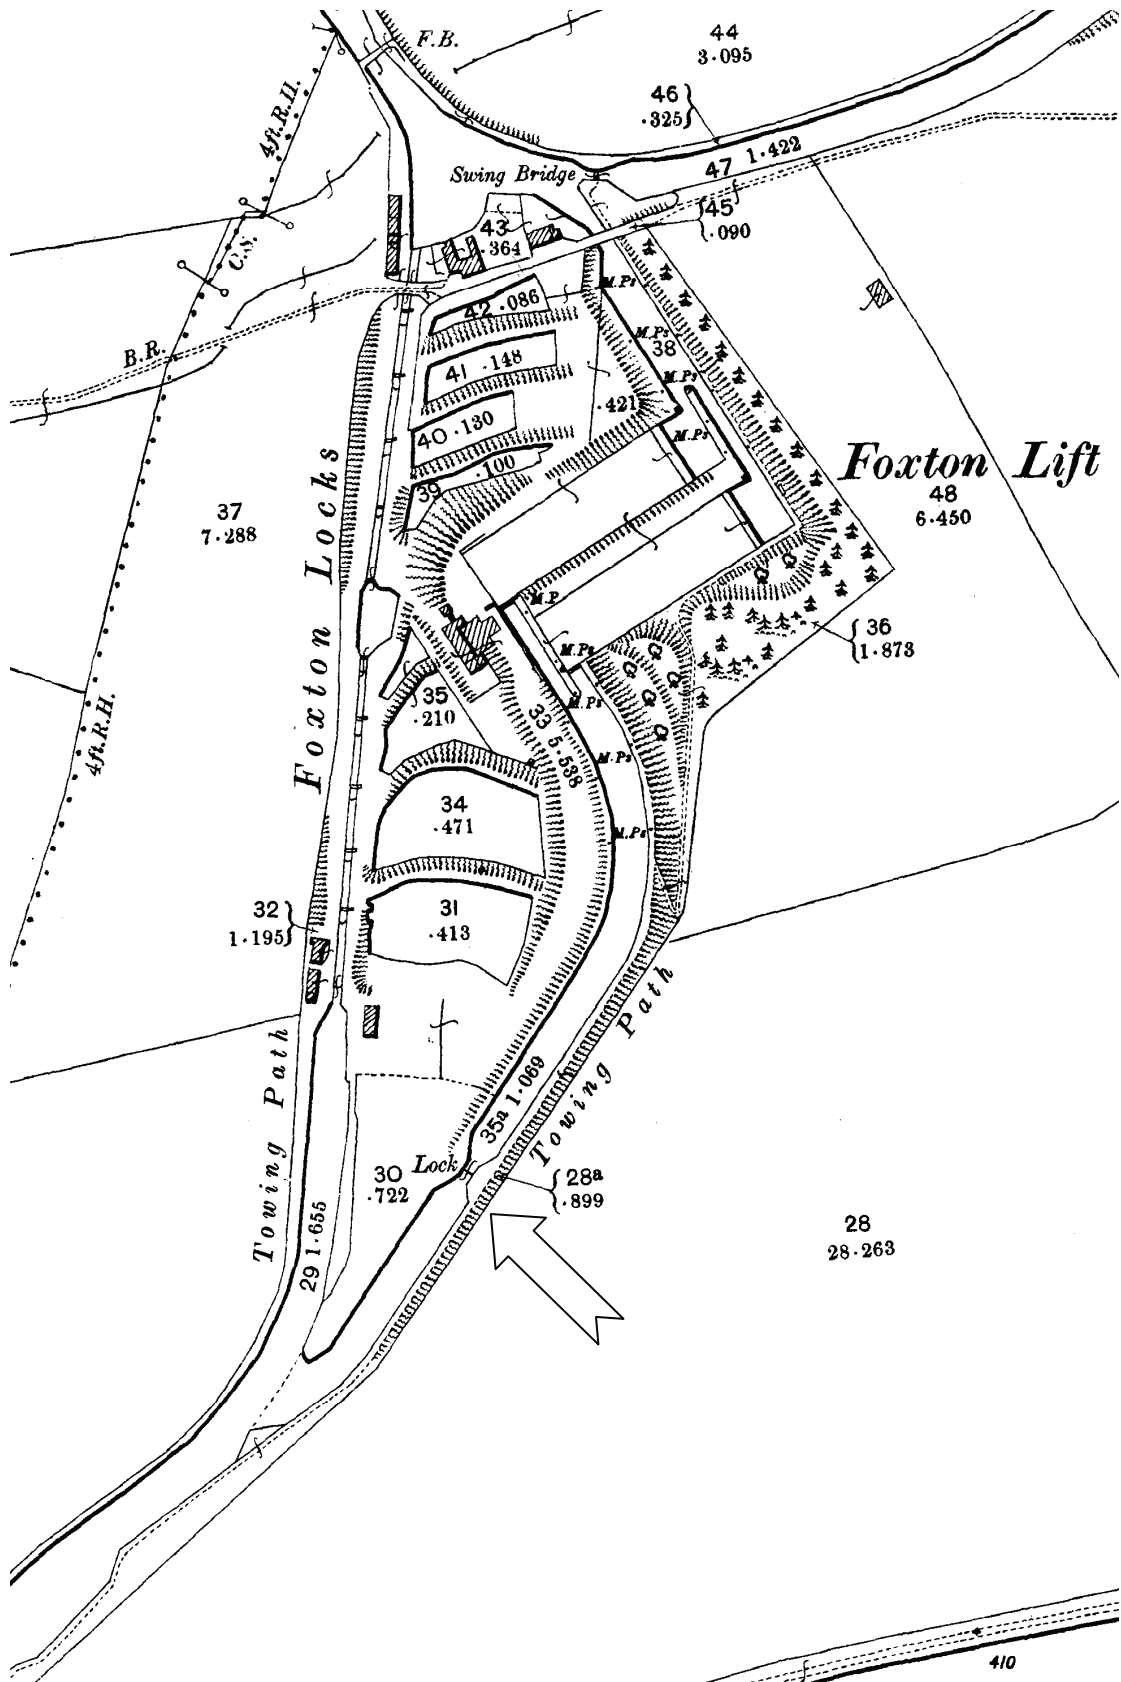 F.B.
44
3·095
46
.325
4ft.R.H.
47 1·422
Swing Bridge
45
.090
43
.364
C.S.
M.Ps
42 .086
M.Ps
38
B.R.
41 .148
M.Ps
.421
40 .130
M.Ps
Foxton Lift
39 .100
48
6.450
37
7·288
Foxton Locks
M.P.
36
1·873
M.Ps
35
.210
M.Ps
33 5·538
4ft.R.H.
M.Ps
34
.471
M.Ps
32
1·195
31
.413
Towing Path
Towing Path
35a 1·069
Lock
30
.722
28a
.899
29 1.655
28
28·263
410